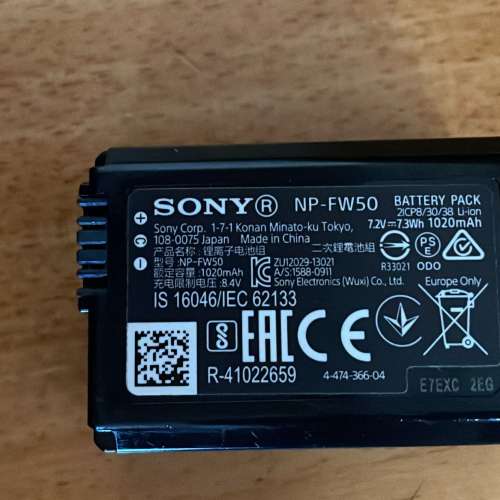 SONY® NP-FW50 BATTERY PACK
2ICP8/30/38 Li-ion
7.2V⎓7.3Wh 1020mAh
Sony Corp. 1-7-1 Konan Minato-ku Tokyo,
108-0075 Japan Made in China
产品名称:锂离子电池组 二次鋰電池組
型号:NP-FW50 ZU12029-13021
额定容量:1020mAh A/S:1588-0911
充电限制电压:8.4V Sony Electronics (Wuxi) Co., Ltd.
PS
E
R33021 ODO
IS 16046/IEC 62133
Europe Only
EAC CE
R-41022659
4-474-366-04
E7EXC 2EG